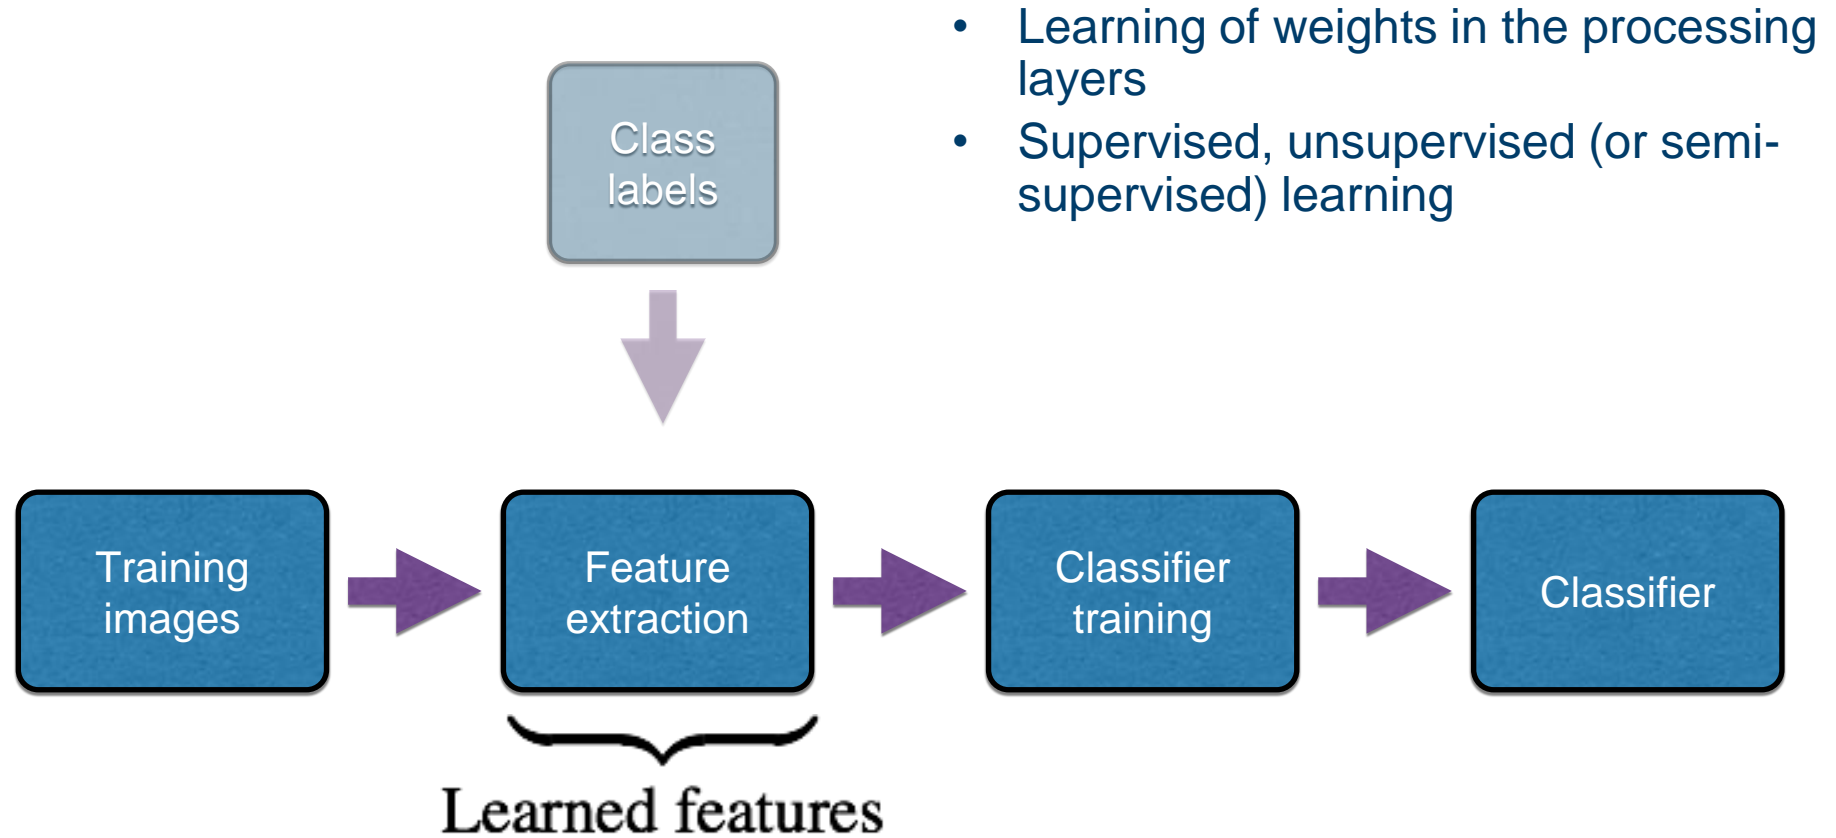 • Learning of weights in the processing
layers
• Supervised, unsupervised (or semi-
supervised) learning
Class
labels
Training
images
Feature
extraction
Classifier
training
Classifier
Learned features